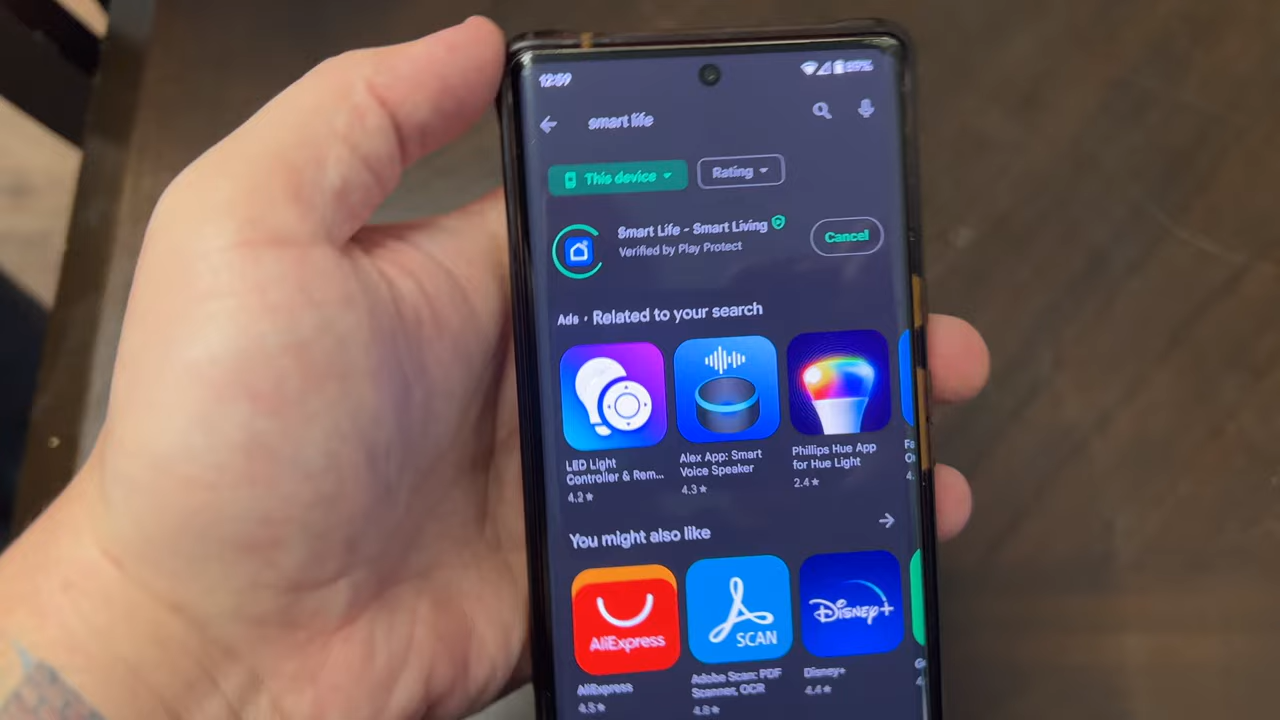 12:59
89%
smart life
This device
Rating
Smart Life - Smart Living
Verified by Play Protect
Cancel
Ads • Related to your search
LED Light
Controller & Rem...
4.2★
Alex App: Smart
Voice Speaker
4.3★
Phillips Hue App
for Hue Light
2.4★
You might also like
AliExpress
SCAN
Disney+
AliExpress
4.5★
Adobe Scan: PDF
Scanner, OCR
4.8★
Disney+
4.4★